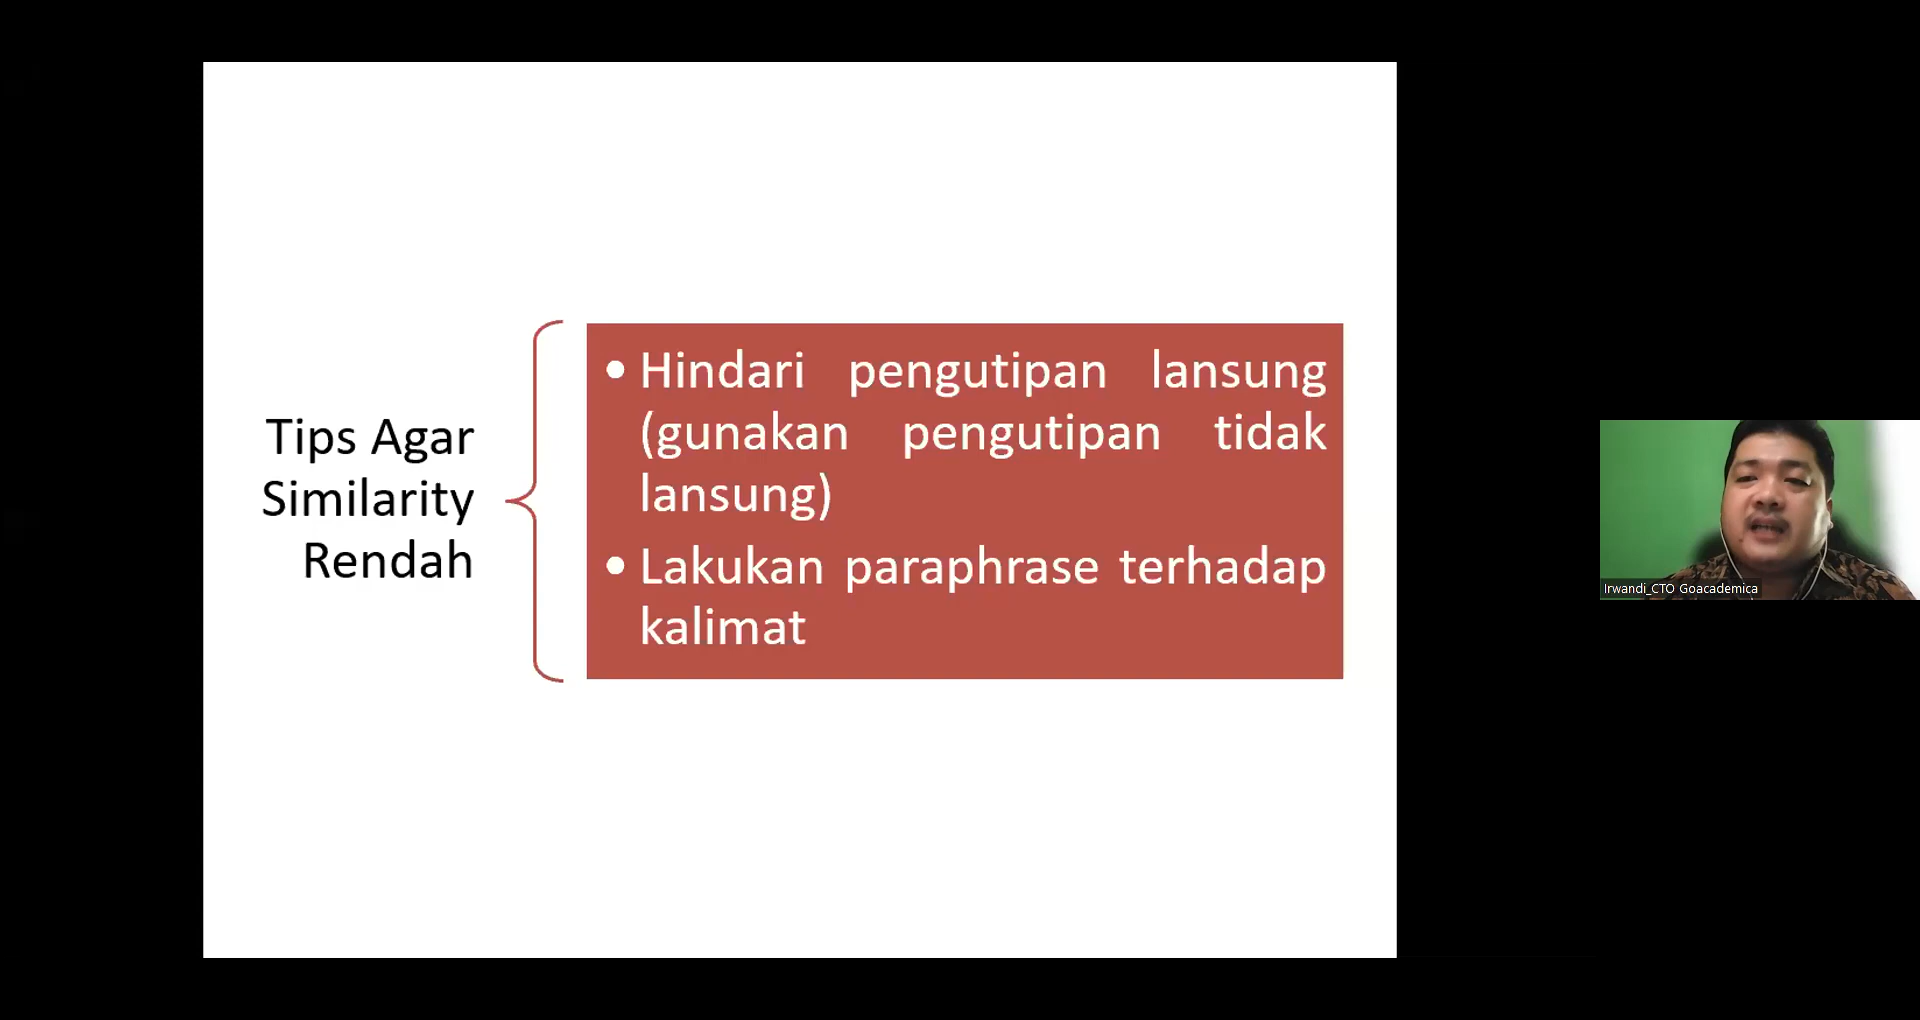 Tips Agar
Similarity
Rendah
• Hindari pengutipan lansung
(gunakan pengutipan tidak
lansung)
• Lakukan paraphrase terhadap
kalimat
Irwandi_CTO Goacademica